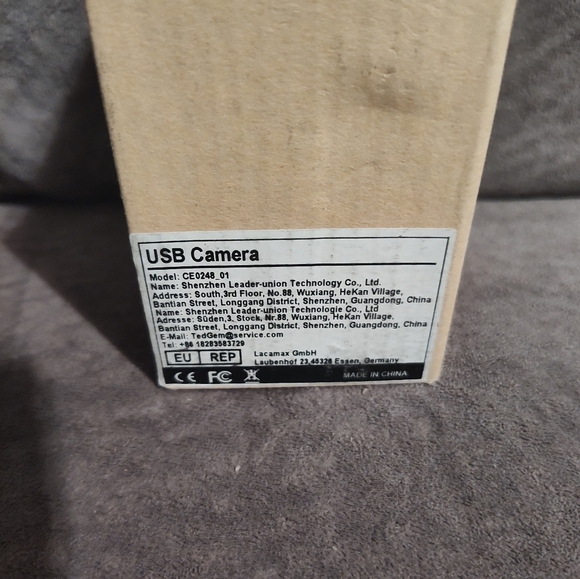 USB Camera
Model: CE0248_01
Name: Shenzhen Leader-union Technology Co., Ltd.
Address: South,3rd Floor, No.88, Wuxiang, HeKan Village,
Bantian Street, Longgang District, Shenzhen, Guangdong, China
Name: Shenzhen Leader-union Technologie Co., Ltd
Adresse: Süden,3, Stock, Nr.88, Wuxiang, HeKan Village,
Bantian Street, Longgang District, Shenzhen, Guangdong, China
E-Mail: TedGem@service.com
Tel: +86 18283583729
EU REP
Lacamax GmbH
Laubenhof 23,45326 Essen, Germany
CE FC
MADE IN CHINA